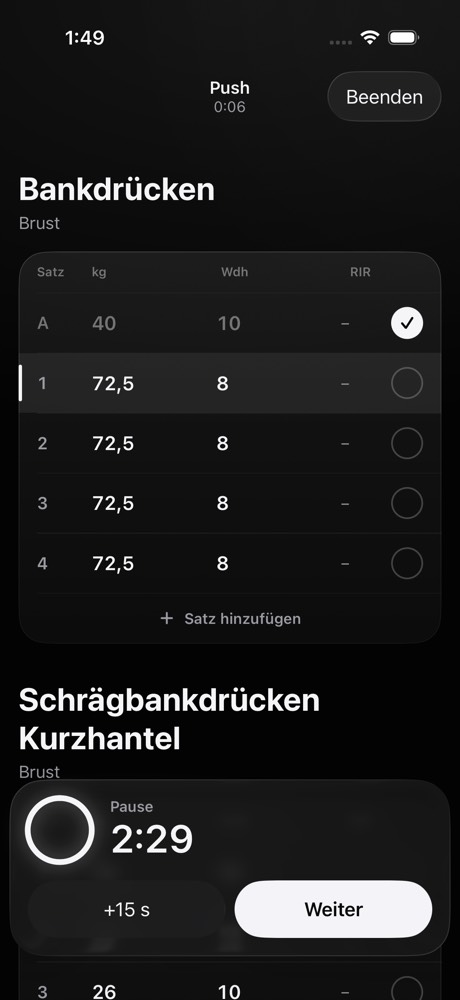 1:49
Push
0:06
Beenden
Bankdrücken
Brust
Satz kg Wdh RIR
A 40 10 –
1 72,5 8 –
2 72,5 8 –
3 72,5 8 –
4 72,5 8 –
+ Satz hinzufügen
Schrägbankdrücken
Kurzhantel
Brust
Pause
2:29
+15 s
Weiter
3 26 10 –